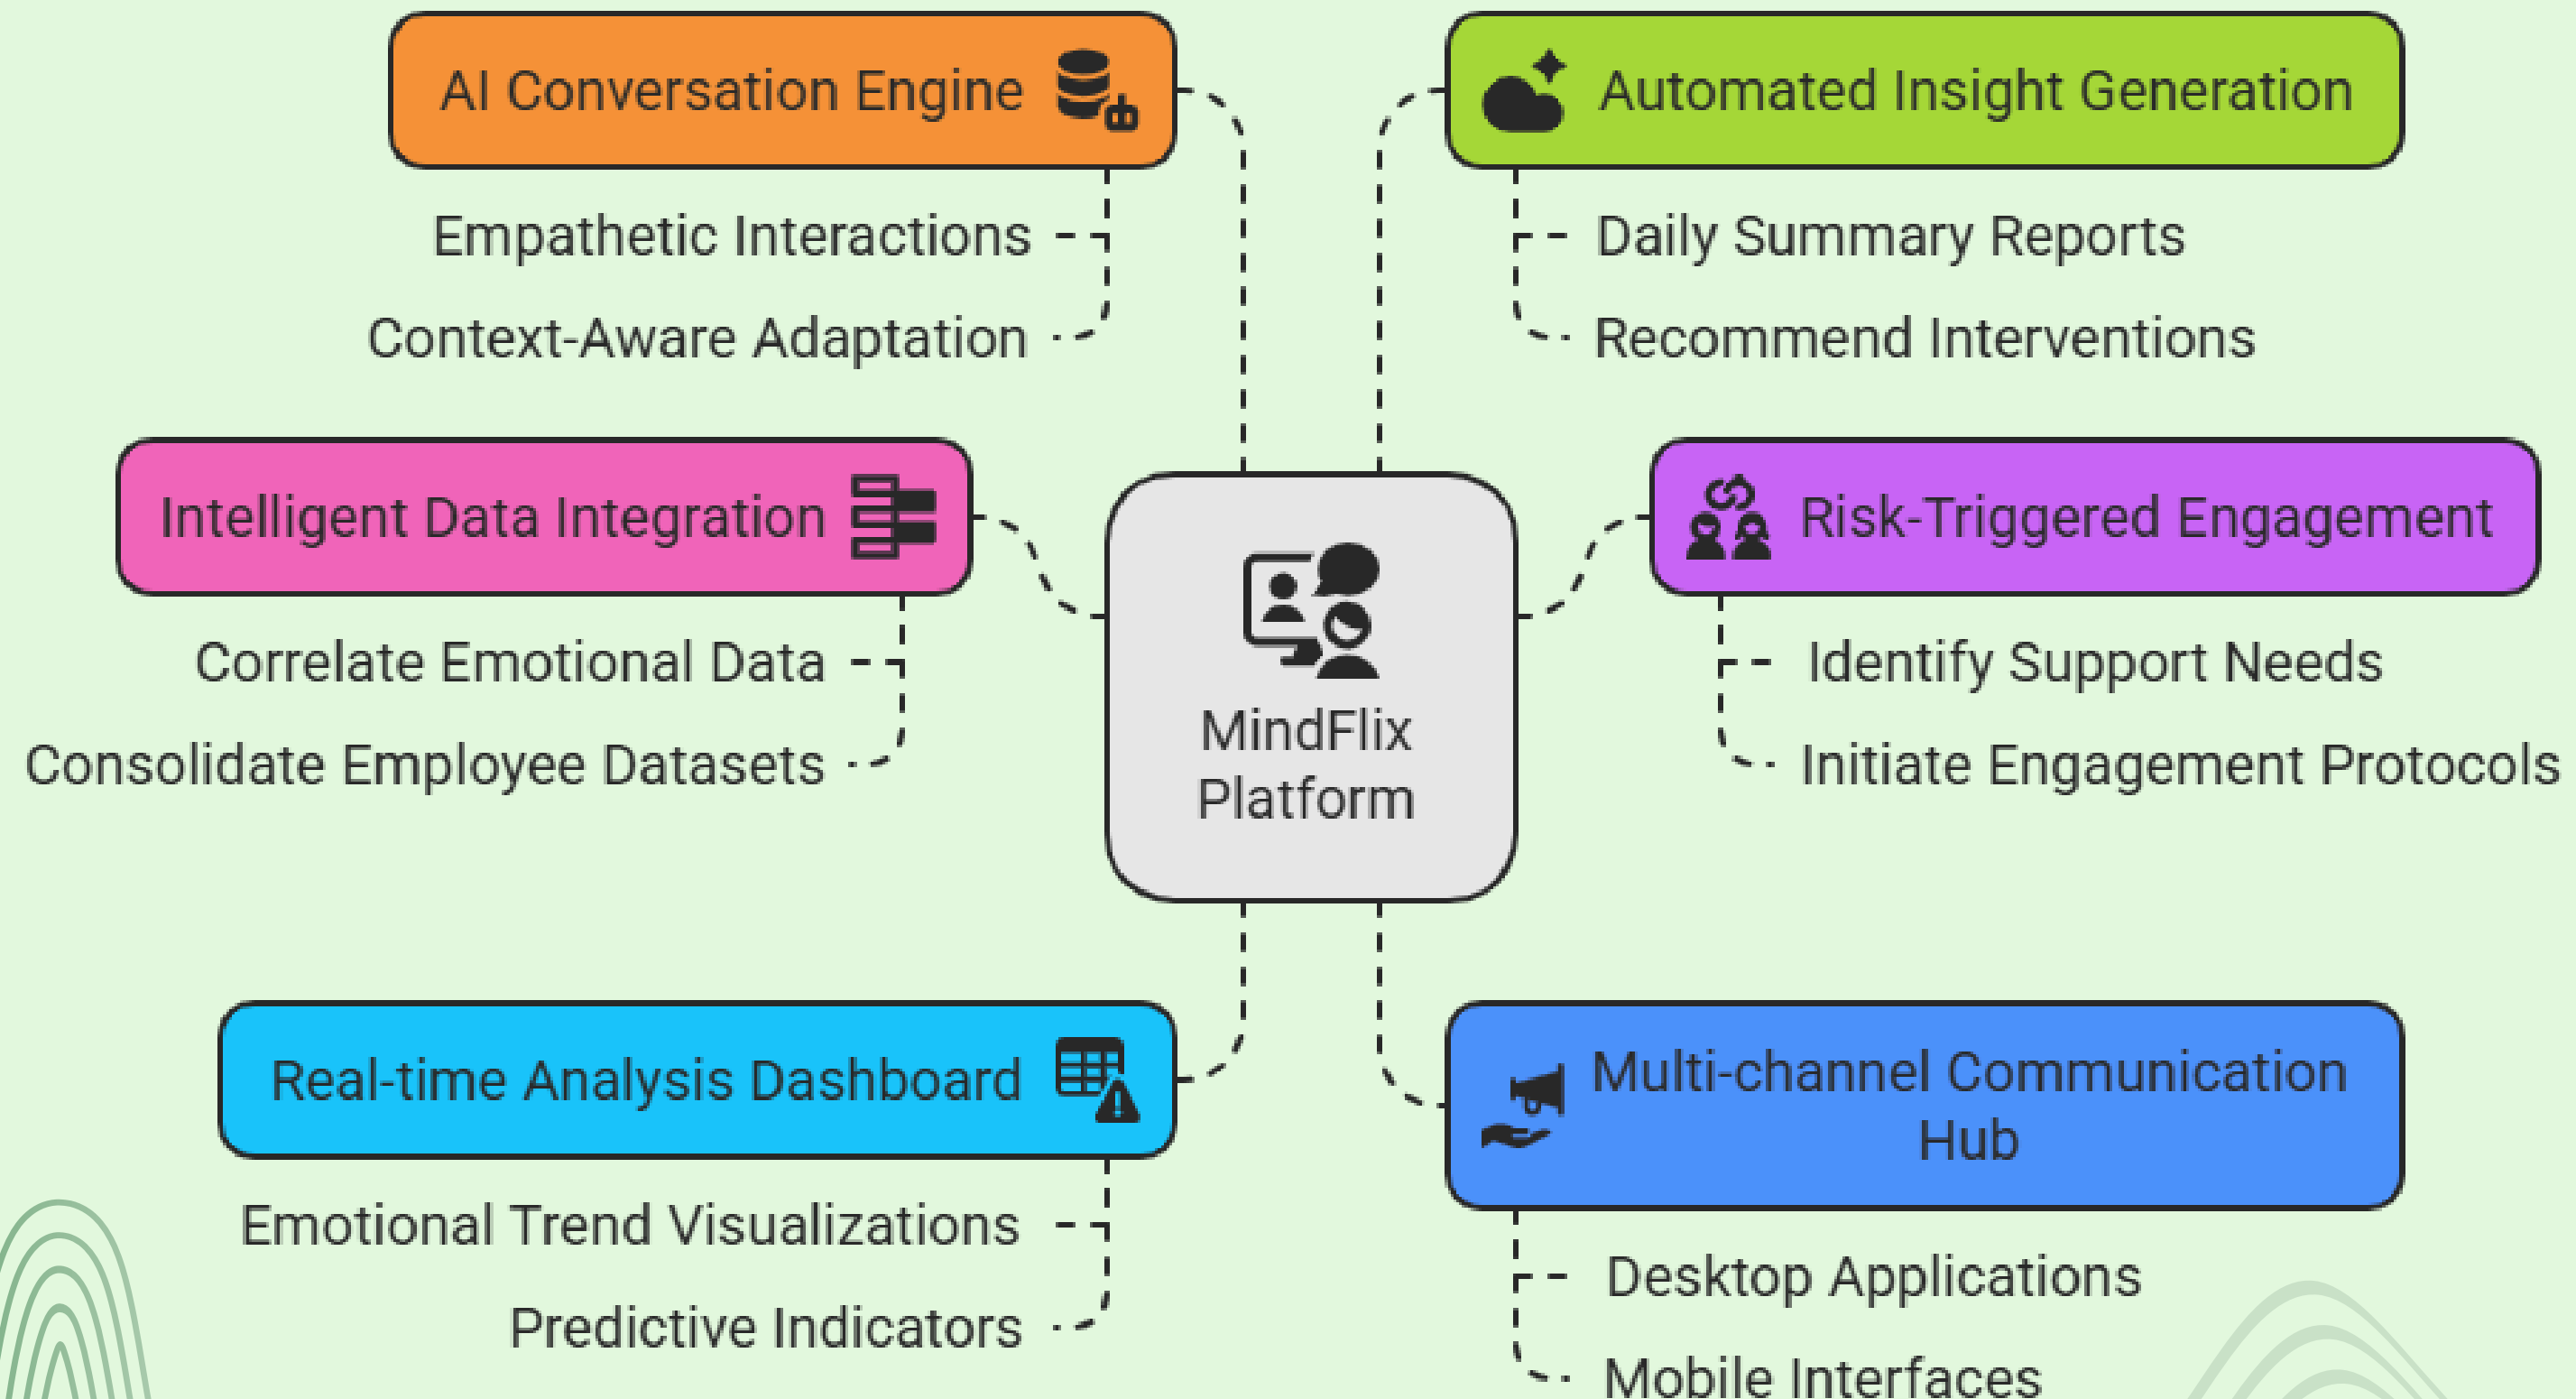 AI Conversation Engine
Empathetic Interactions
Context-Aware Adaptation
Automated Insight Generation
Daily Summary Reports
Recommend Interventions
Intelligent Data Integration
Correlate Emotional Data
Consolidate Employee Datasets
MindFlix
Platform
Risk-Triggered Engagement
Identify Support Needs
Initiate Engagement Protocols
Real-time Analysis Dashboard
Emotional Trend Visualizations
Predictive Indicators
Multi-channel Communication
Hub
Desktop Applications
Mobile Interfaces